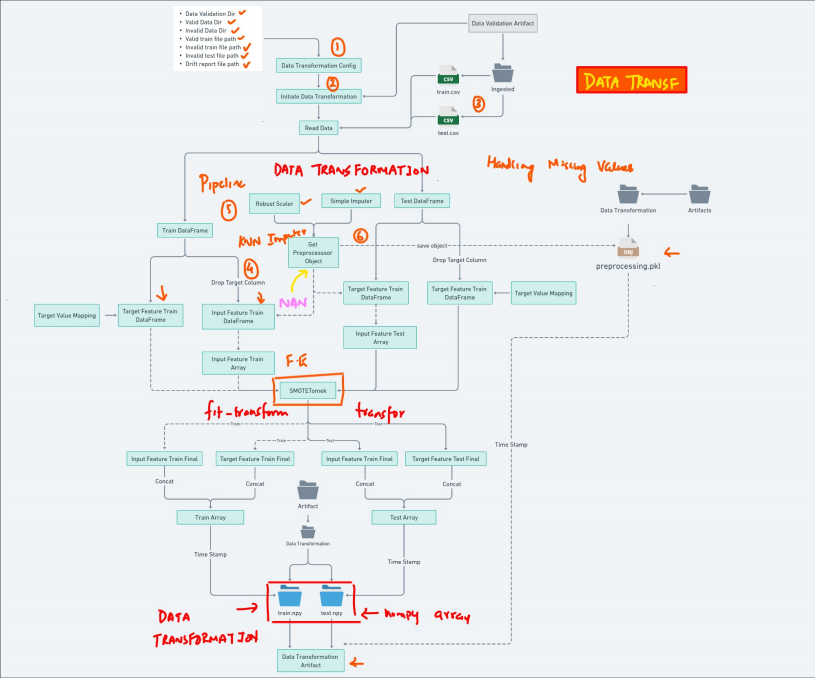 • Data Validation Dir
• Valid Data Dir
• Invalid Data Dir
• Valid train file path
• Invalid train file path
• Invalid test file path
• Drift report file path
1
Data Transformation Config
2
Initiate Data Transformation
Read Data
Data Validation Artifact
CSV
train.csv
Ingested
3
CSV
test.csv
DATA TRANSF
DATA TRANSFORMATION
Handling Missing Values
Pipeline
5
Robust Scaler
Simple Imputer
Test DataFrame
Data Transformation
Artifacts
Train DataFrame
KNN Imputer
6
Get
Preprocesssor
Object
save object
OBJ
preprocessing.pkl
4
Drop Target Column
Drop Target Column
NAN
Target Value Mapping
Target Feature Train
DataFrame
Input Feature Train
DataFrame
Target Feature Train
DataFrame
Target Feature Train
DataFrame
Target Value Mapping
Input Feature Test
Array
Input Feature Train
Array
F.E
SMOTETomek
fit-transform
transfor
Train
Test
Train
Test
Time Stamp
Input Feature Train Final
Target Feature Train Final
Input Feature Train Final
Target Feature Test Final
Concat
Concat
Concat
Concat
Artifact
Train Array
Test Array
Data Transformation
Time Stamp
Time Stamp
train.npy
test.npy
DATA
TRANSFORMATION
numpy array
Data Transformation
Artifact